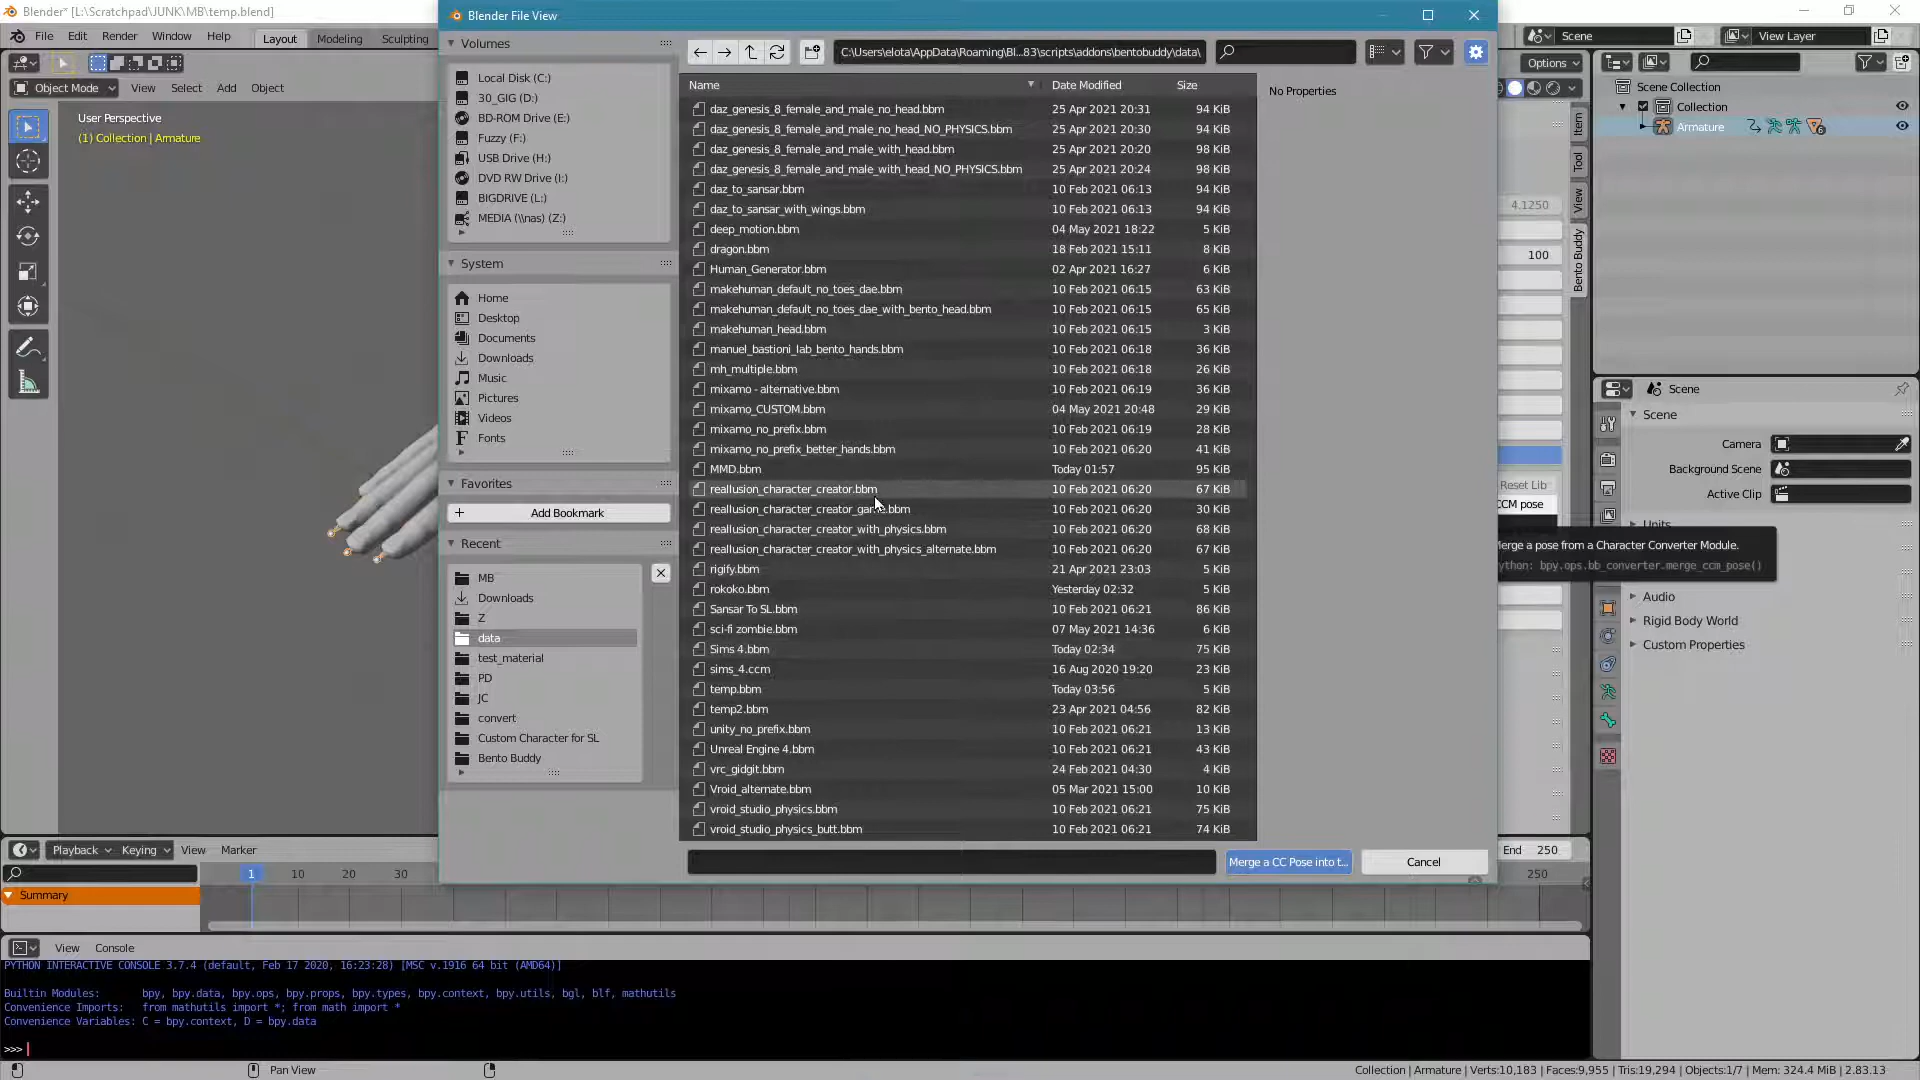 Blender* [L:\Scratchpad\JUNK\MB\temp.blend]
Blender File View
File Edit Render Window Help Layout Modeling Sculpting
Scene View Layer
Object Mode View Select Add Object
Options
User Perspective
(1) Collection | Armature
Volumes
Local Disk (C:)
30_GIG (D:)
BD-ROM Drive (E:)
Fuzzy (F:)
USB Drive (H:)
DVD RW Drive (I:)
BIGDRIVE (L:)
MEDIA (\\nas) (Z:)
System
Home
Desktop
Documents
Downloads
Music
Pictures
Videos
Fonts
Favorites
Add Bookmark
Recent
MB
Downloads
Z
data
test_material
PD
JC
convert
Custom Character for SL
Bento Buddy
C:\Users\elota\AppData\Roaming\Bl...83\scripts\addons\bentobuddy\data\
Name Date Modified Size
daz_genesis_8_female_and_male_no_head.bbm 25 Apr 2021 20:31 94 KiB
daz_genesis_8_female_and_male_no_head_NO_PHYSICS.bbm 25 Apr 2021 20:30 94 KiB
daz_genesis_8_female_and_male_with_head.bbm 25 Apr 2021 20:20 98 KiB
daz_genesis_8_female_and_male_with_head_NO_PHYSICS.bbm 25 Apr 2021 20:24 98 KiB
daz_to_sansar.bbm 10 Feb 2021 06:13 94 KiB
daz_to_sansar_with_wings.bbm 10 Feb 2021 06:13 94 KiB
deep_motion.bbm 04 May 2021 18:22 5 KiB
dragon.bbm 18 Feb 2021 15:11 8 KiB
Human_Generator.bbm 02 Apr 2021 16:27 6 KiB
makehuman_default_no_toes_dae.bbm 10 Feb 2021 06:15 63 KiB
makehuman_default_no_toes_dae_with_bento_head.bbm 10 Feb 2021 06:15 65 KiB
makehuman_head.bbm 10 Feb 2021 06:15 3 KiB
manuel_bastioni_lab_bento_hands.bbm 10 Feb 2021 06:18 36 KiB
mh_multiple.bbm 10 Feb 2021 06:18 26 KiB
mixamo - alternative.bbm 10 Feb 2021 06:19 36 KiB
mixamo_CUSTOM.bbm 04 May 2021 20:48 29 KiB
mixamo_no_prefix.bbm 10 Feb 2021 06:19 28 KiB
mixamo_no_prefix_better_hands.bbm 10 Feb 2021 06:20 41 KiB
MMD.bbm Today 01:57 95 KiB
reallusion_character_creator.bbm 10 Feb 2021 06:20 67 KiB
reallusion_character_creator_game.bbm 10 Feb 2021 06:20 30 KiB
reallusion_character_creator_with_physics.bbm 10 Feb 2021 06:20 68 KiB
reallusion_character_creator_with_physics_alternate.bbm 10 Feb 2021 06:20 67 KiB
rigify.bbm 21 Apr 2021 23:03 5 KiB
rokoko.bbm Yesterday 02:32 5 KiB
Sansar To SL.bbm 10 Feb 2021 06:21 86 KiB
sci-fi zombie.bbm 07 May 2021 14:36 6 KiB
Sims 4.bbm Today 02:34 75 KiB
sims_4.ccm 16 Aug 2020 19:20 23 KiB
temp.bbm Today 03:56 5 KiB
temp2.bbm 23 Apr 2021 04:56 82 KiB
unity_no_prefix.bbm 10 Feb 2021 06:21 13 KiB
Unreal Engine 4.bbm 10 Feb 2021 06:21 43 KiB
vrc_gidgit.bbm 24 Feb 2021 04:30 4 KiB
Vroid_alternate.bbm 05 Mar 2021 15:00 10 KiB
vroid_studio_physics.bbm 10 Feb 2021 06:21 75 KiB
vroid_studio_physics_butt.bbm 10 Feb 2021 06:21 74 KiB
No Properties
Merge a CC Pose into t... Cancel
4.1250
100
Item
Tool
View
Bento Buddy
Reset Lib
CCM pose
Merge a pose from a Character Converter Module.
ython: bpy.ops.bb_converter.merge_ccm_pose()
Scene Collection
Collection
Armature
6
Scene
Scene
Camera
Background Scene
Active Clip
Units
Audio
Rigid Body World
Custom Properties
Playback Keying View Marker
End 250
1 10 20 30 250
Summary
View Console
PYTHON INTERACTIVE CONSOLE 3.7.4 (default, Feb 17 2020, 16:23:28) [MSC v.1916 64 bit (AMD64)]
Builtin Modules: bpy, bpy.data, bpy.ops, bpy.props, bpy.types, bpy.context, bpy.utils, bgl, blf, mathutils
Convenience Imports: from mathutils import *; from math import *
Convenience Variables: C = bpy.context, D = bpy.data
>>>
Pan View
Collection | Armature | Verts:10,183 | Faces:9,955 | Tris:19,294 | Objects:1/7 | Mem: 324.4 MiB | 2.83.13